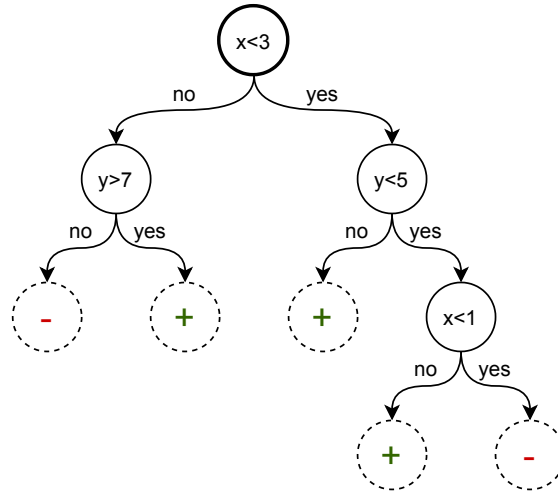 x<3
no yes
y>7 y<5
no yes no yes
- + + x<1
no yes
+ -